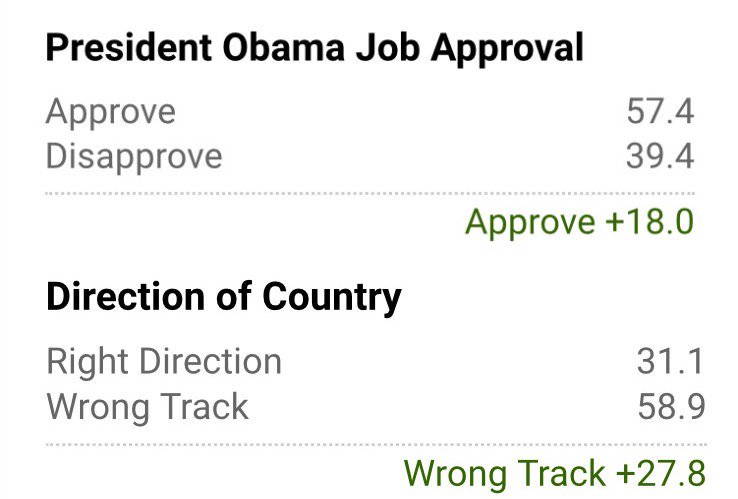 President Obama Job Approval
Approve 57.4
Disapprove 39.4
Approve +18.0
Direction of Country
Right Direction 31.1
Wrong Track 58.9
Wrong Track +27.8